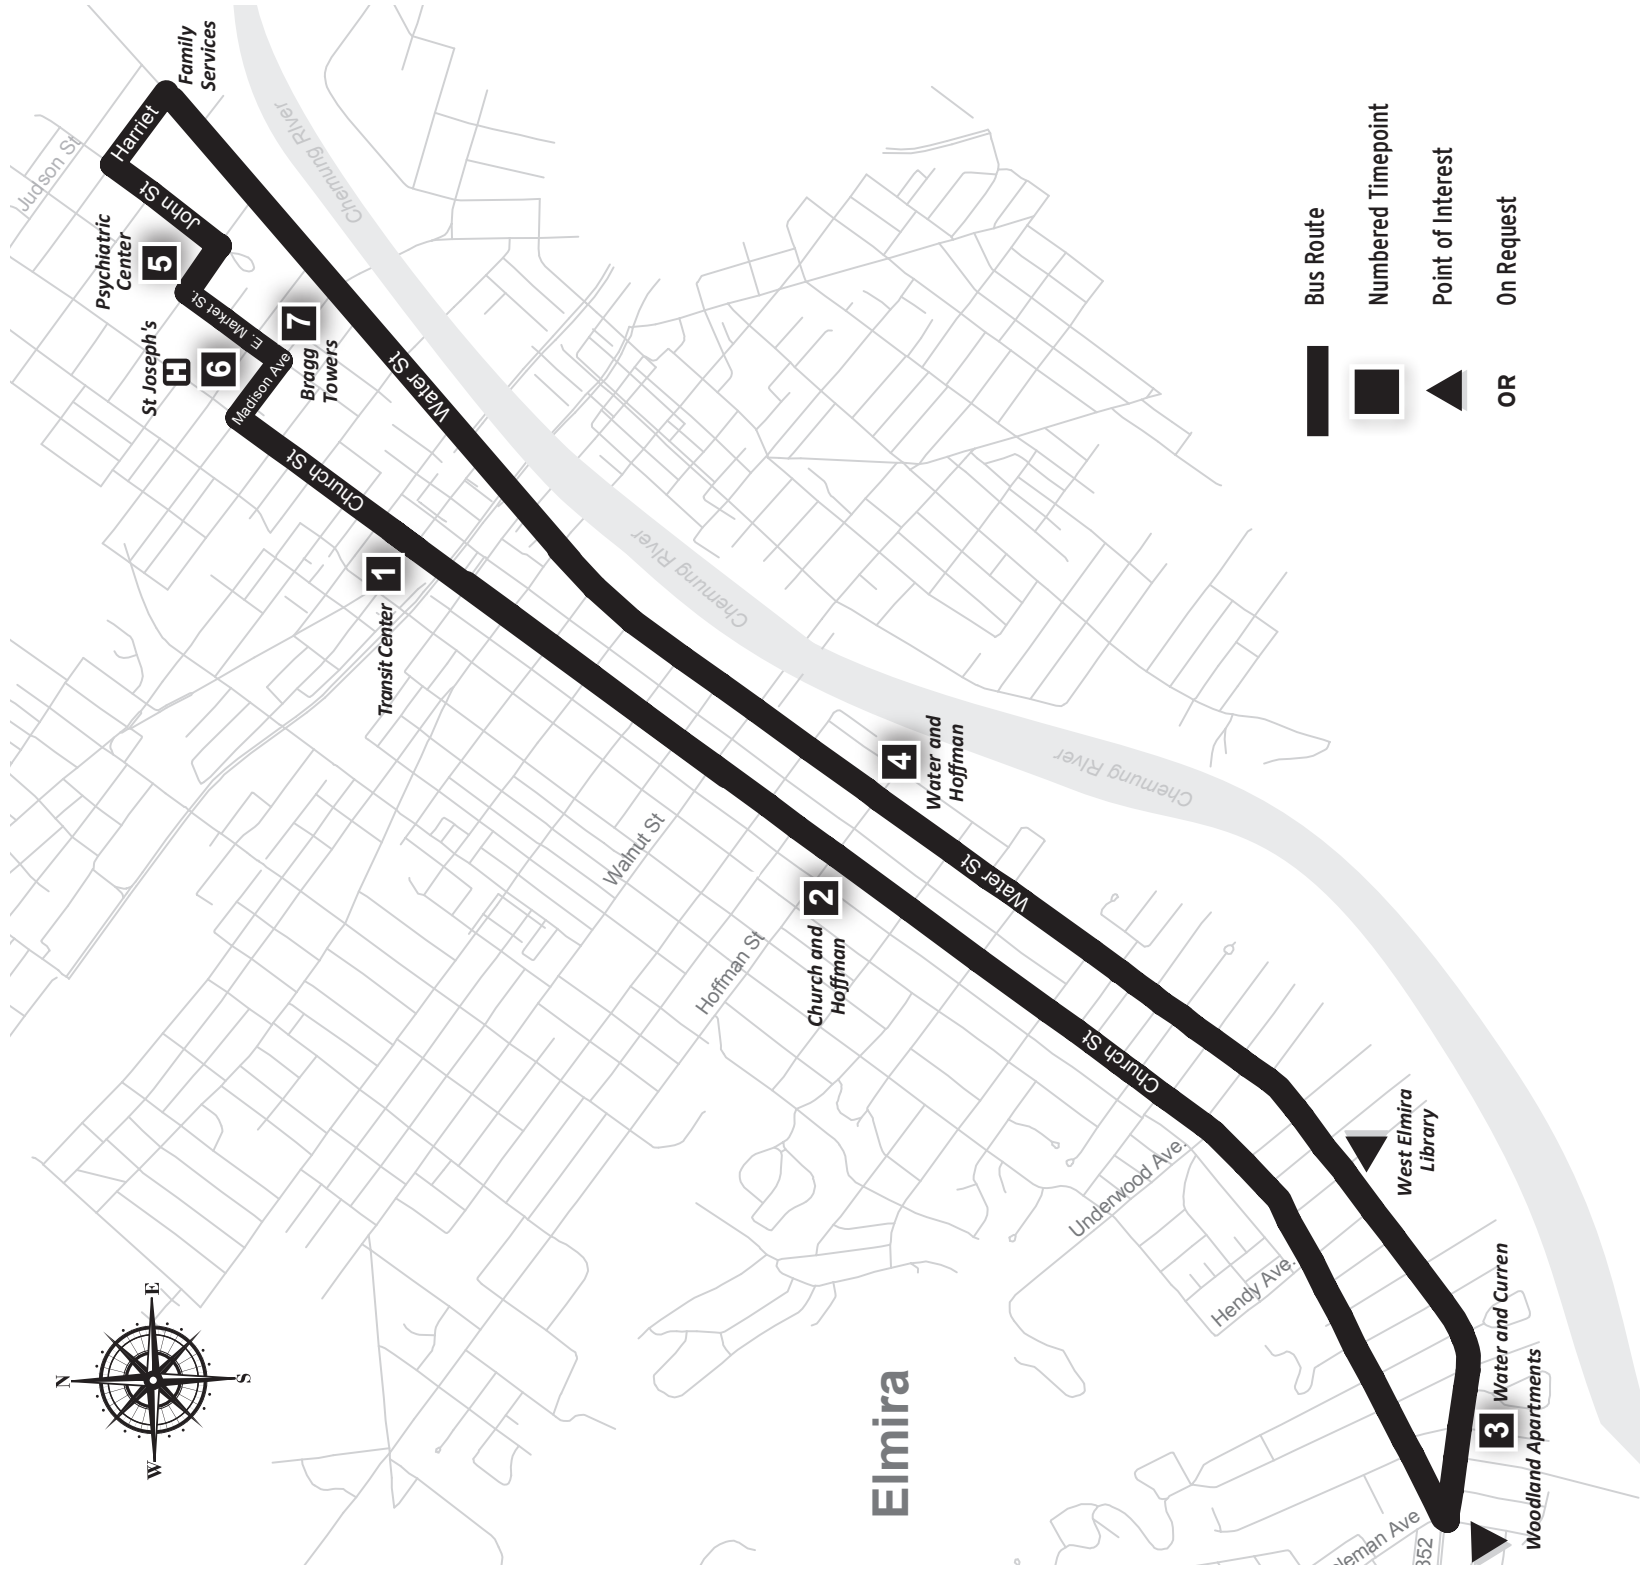 Judson St
Harriet
Family
Services
John St
Psychiatric
Center
5
E. Market St.
St Joseph's
H
6
Madison Ave
7
Bragg
Towers
Water St
Chemung River
Church St
1
Transit Center
Chemung River
Walnut St
4
Water and
Hoffman
Chemung River
2
Church and
Hoffman
Hoffman St
Water St
Church St
Underwood Ave.
Hendy Ave.
West Elmira
Library
3
Water and Curren
Woodland Apartments
leman Ave
352
Elmira
N
E
S
W
Bus Route
Numbered Timepoint
Point of Interest
OR
On Request